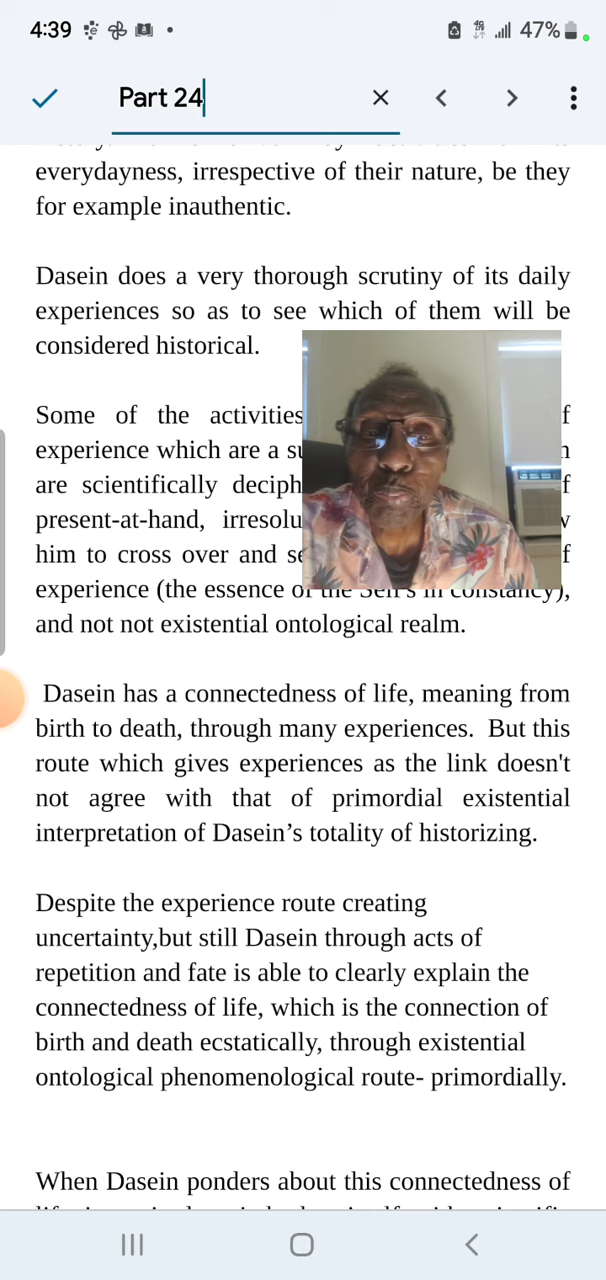 4:39
47%
Part 24
everydayness, irrespective of their nature, be they
for example inauthentic.
Dasein does a very thorough scrutiny of its daily
experiences so as to see which of them will be
considered historical.
Some of the activities
experience which are a
are scientifically
present-at-hand,
him to cross over and
experience (the essence of the Self's in constancy),
and not not existential ontological realm.
Dasein has a connectedness of life, meaning from
birth to death, through many experiences. But this
route which gives experiences as the link doesn't
not agree with that of primordial existential
interpretation of Dasein’s totality of historizing.
Despite the experience route creating
uncertainty,but still Dasein through acts of
repetition and fate is able to clearly explain the
connectedness of life, which is the connection of
birth and death ecstatically, through existential
ontological phenomenological route- primordially.
When Dasein ponders about this connectedness of